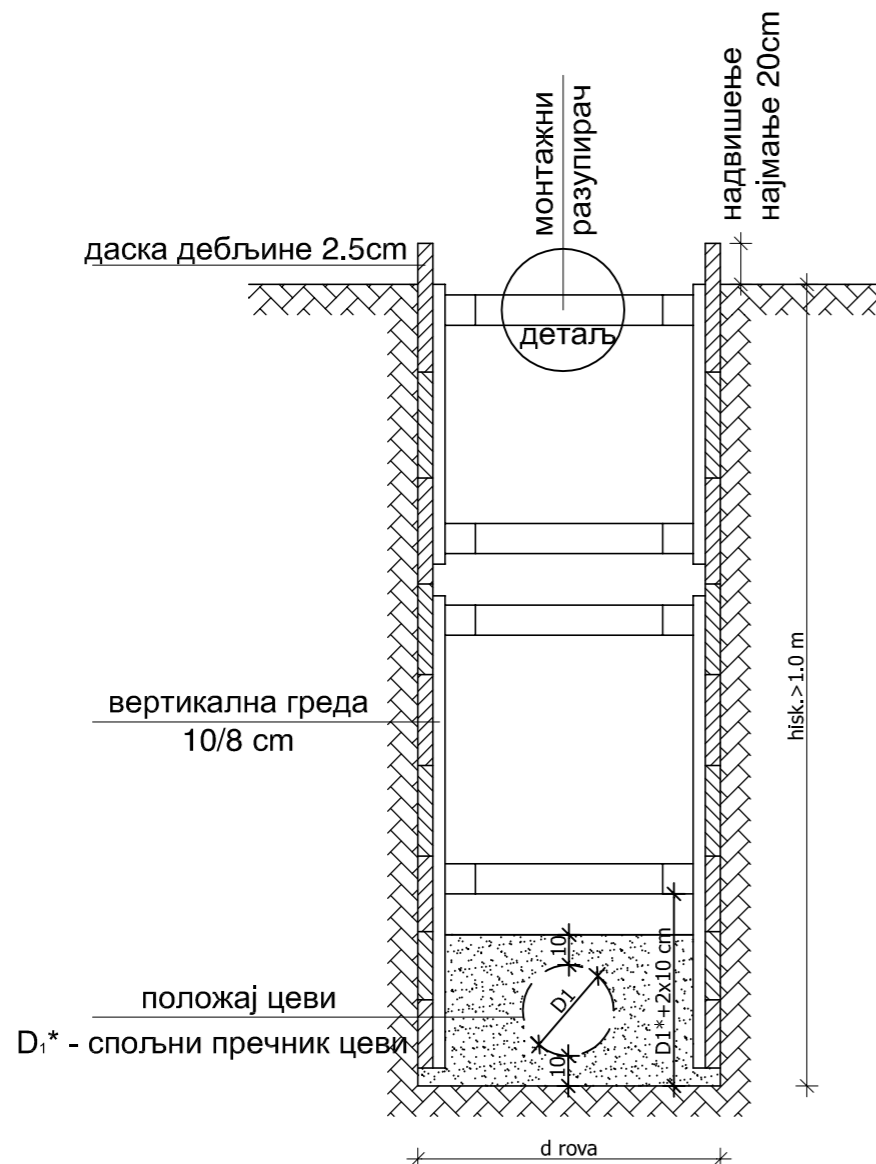 надвишење
најмање 20cm
монтажни
разупирач
даска дебљине 2.5cm
детаљ
вертикална греда
10/8 cm
hisk.>1.0 m
10
D1
D1*+2x10 cm
10
положај цеви
D₁* - спољни пречник цеви
d rova